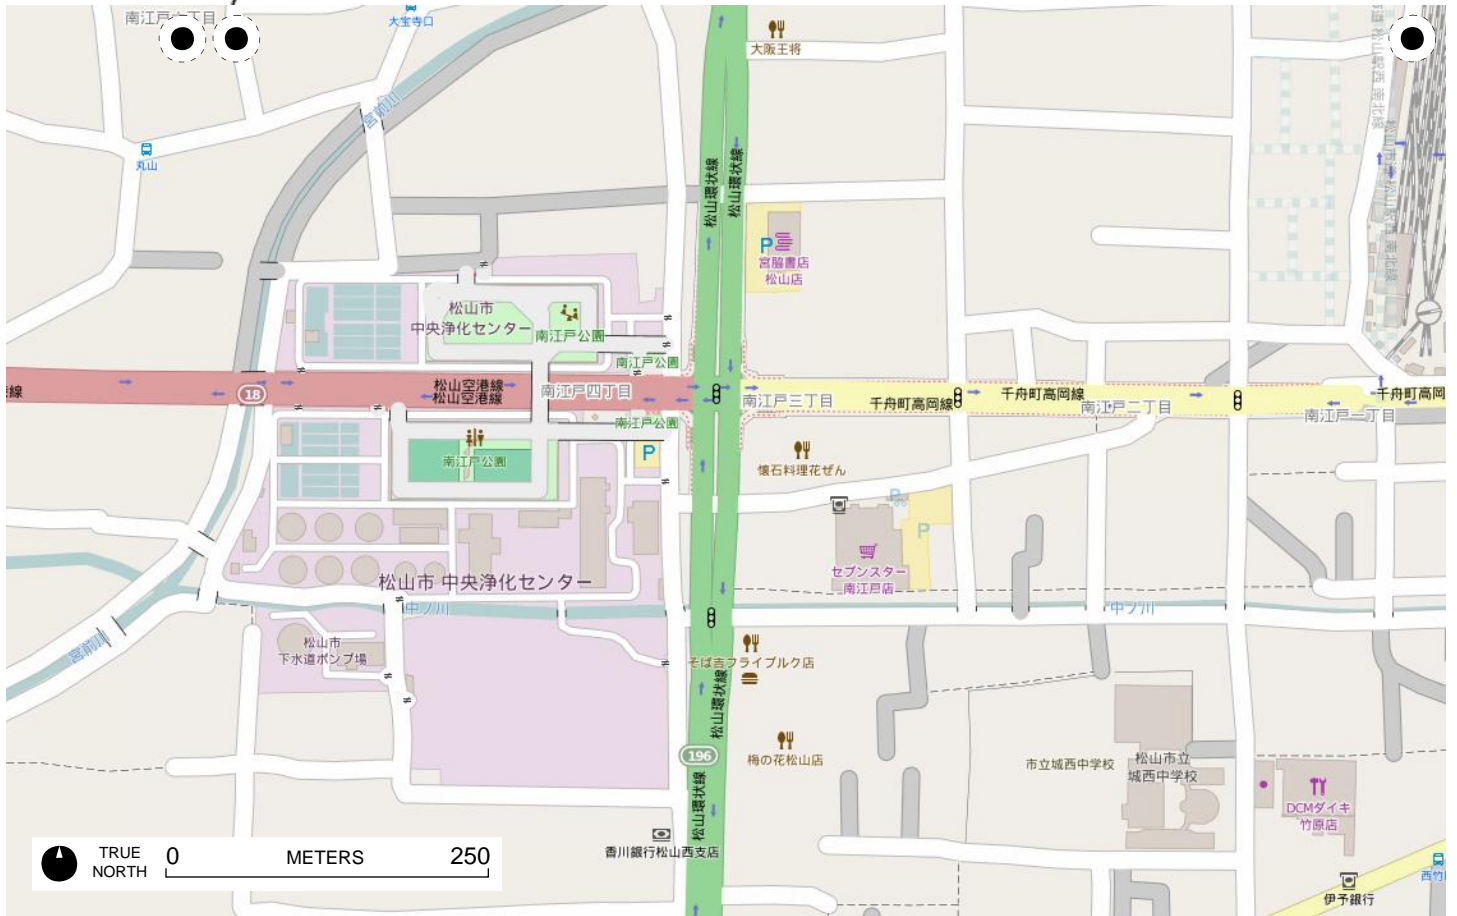 南江戸六丁目
大宝寺口
大阪王将
宮前川
丸山
松山環状線
松山環状線
宮脇書店
松山店
P
松山市
中央浄化センター
南江戸公園
南江戸公園
18
松山空港線
松山空港線
南江戸四丁目
南江戸三丁目
千舟町高岡線
千舟町高岡線
南江戸二丁目
千舟町高岡
南江戸一丁目
南江戸公園
P
南江戸公園
懐石料理花ぜん
P
P
セブンスター
南江戸店
松山市 中央浄化センター
中ノ川
中ノ川
松山市
下水道ポンプ場
宮前川
そば吉フライブルク店
松山環状線
196
梅の花松山店
市立城西中学校
松山市立
城西中学校
DCMダイキ
竹原店
松山環状線
香川銀行松山西支店
西竹
伊予銀行
TRUE
NORTH
0 METERS 250